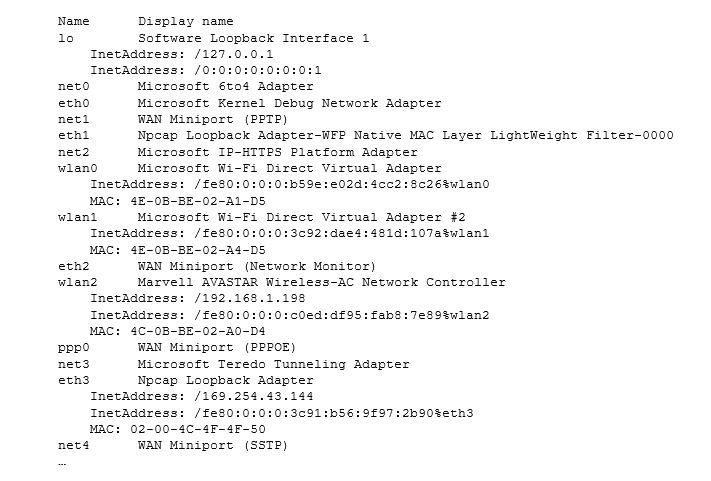 Name      Display name
lo        Software Loopback Interface 1
    InetAddress: /127.0.0.1
    InetAddress: /0:0:0:0:0:0:0:1
net0      Microsoft 6to4 Adapter
eth0      Microsoft Kernel Debug Network Adapter
net1      WAN Miniport (PPTP)
eth1      Npcap Loopback Adapter-WFP Native MAC Layer LightWeight Filter-0000
net2      Microsoft IP-HTTPS Platform Adapter
wlan0     Microsoft Wi-Fi Direct Virtual Adapter
    InetAddress: /fe80:0:0:0:b59e:e02d:4cc2:8c26%wlan0
    MAC: 4E-0B-BE-02-A1-D5
wlan1     Microsoft Wi-Fi Direct Virtual Adapter #2
    InetAddress: /fe80:0:0:0:3c92:dae4:481d:107a%wlan1
    MAC: 4E-0B-BE-02-A4-D5
eth2      WAN Miniport (Network Monitor)
wlan2     Marvell AVASTAR Wireless-AC Network Controller
    InetAddress: /192.168.1.198
    InetAddress: /fe80:0:0:0:c0ed:df95:fab8:7e89%wlan2
    MAC: 4C-0B-BE-02-A0-D4
ppp0      WAN Miniport (PPPOE)
net3      Microsoft Teredo Tunneling Adapter
eth3      Npcap Loopback Adapter
    InetAddress: /169.254.43.144
    InetAddress: /fe80:0:0:0:3c91:b56:9f97:2b90%eth3
    MAC: 02-00-4C-4F-4F-50
net4      WAN Miniport (SSTP)
…